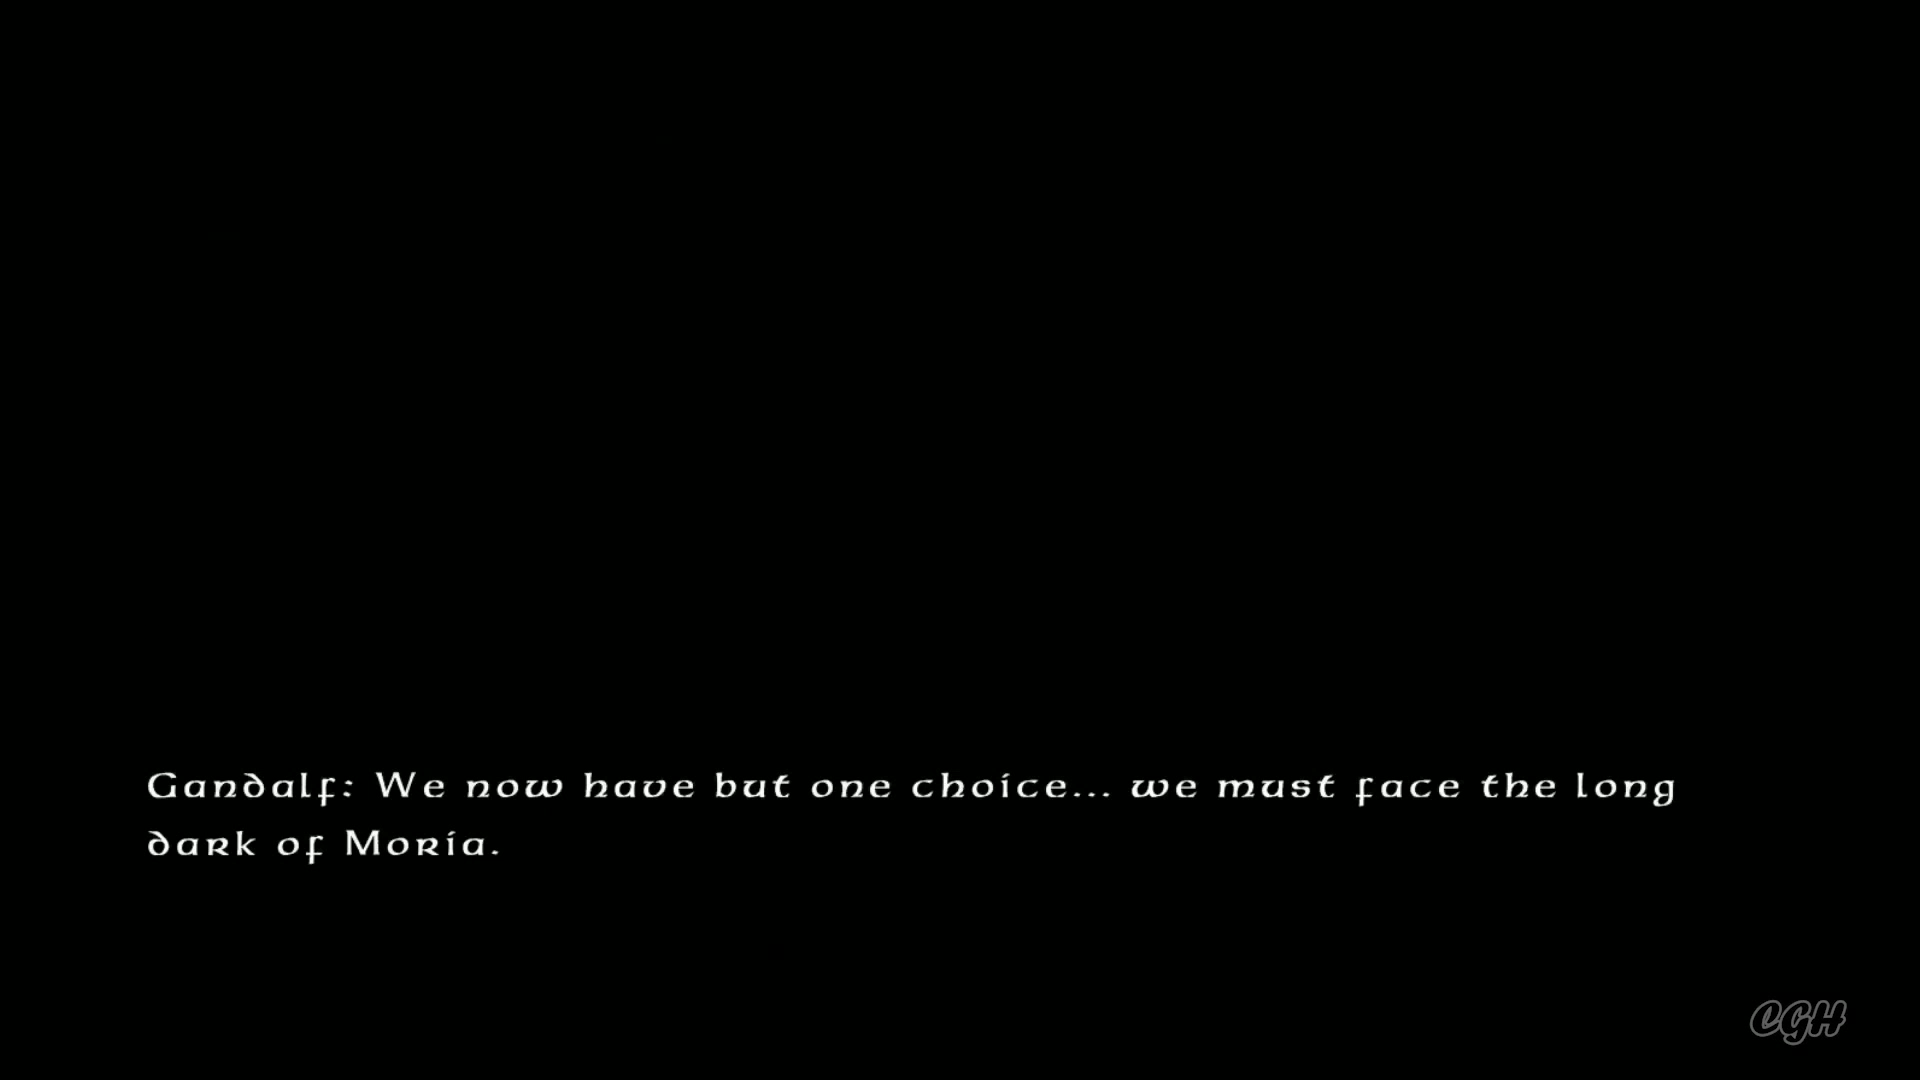 Gandalf: We now have but one choice... we must face the long
dark of Moria.
CGH